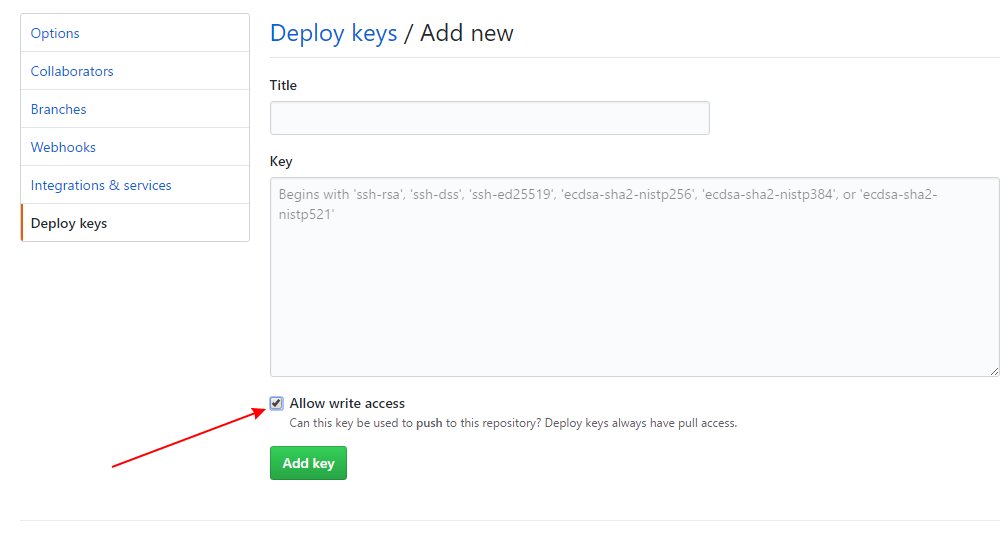 Options
Collaborators
Branches
Webhooks
Integrations & services
Deploy keys
Deploy keys / Add new
Title
Key
Begins with 'ssh-rsa', 'ssh-dss', 'ssh-ed25519', 'ecdsa-sha2-nistp256', 'ecdsa-sha2-nistp384', or 'ecdsa-sha2-
nistp521'
Allow write access
Can this key be used to push to this repository? Deploy keys always have pull access.
Add key